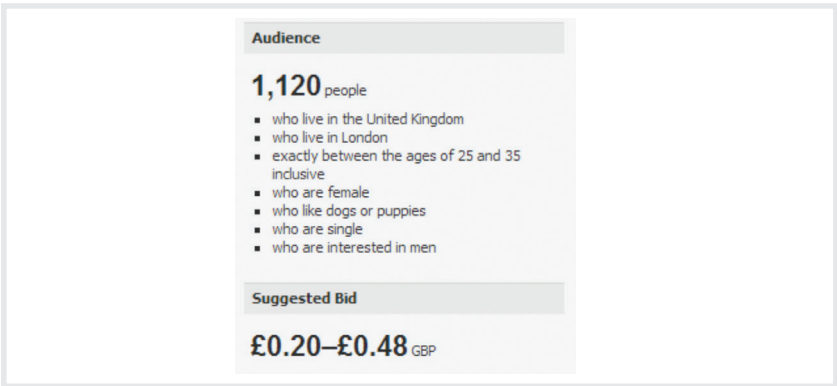 Audience
1,120 people
▪ who live in the United Kingdom
▪ who live in London
▪ exactly between the ages of 25 and 35
inclusive
▪ who are female
▪ who like dogs or puppies
▪ who are single
▪ who are interested in men
Suggested Bid
£0.20–£0.48 GBP